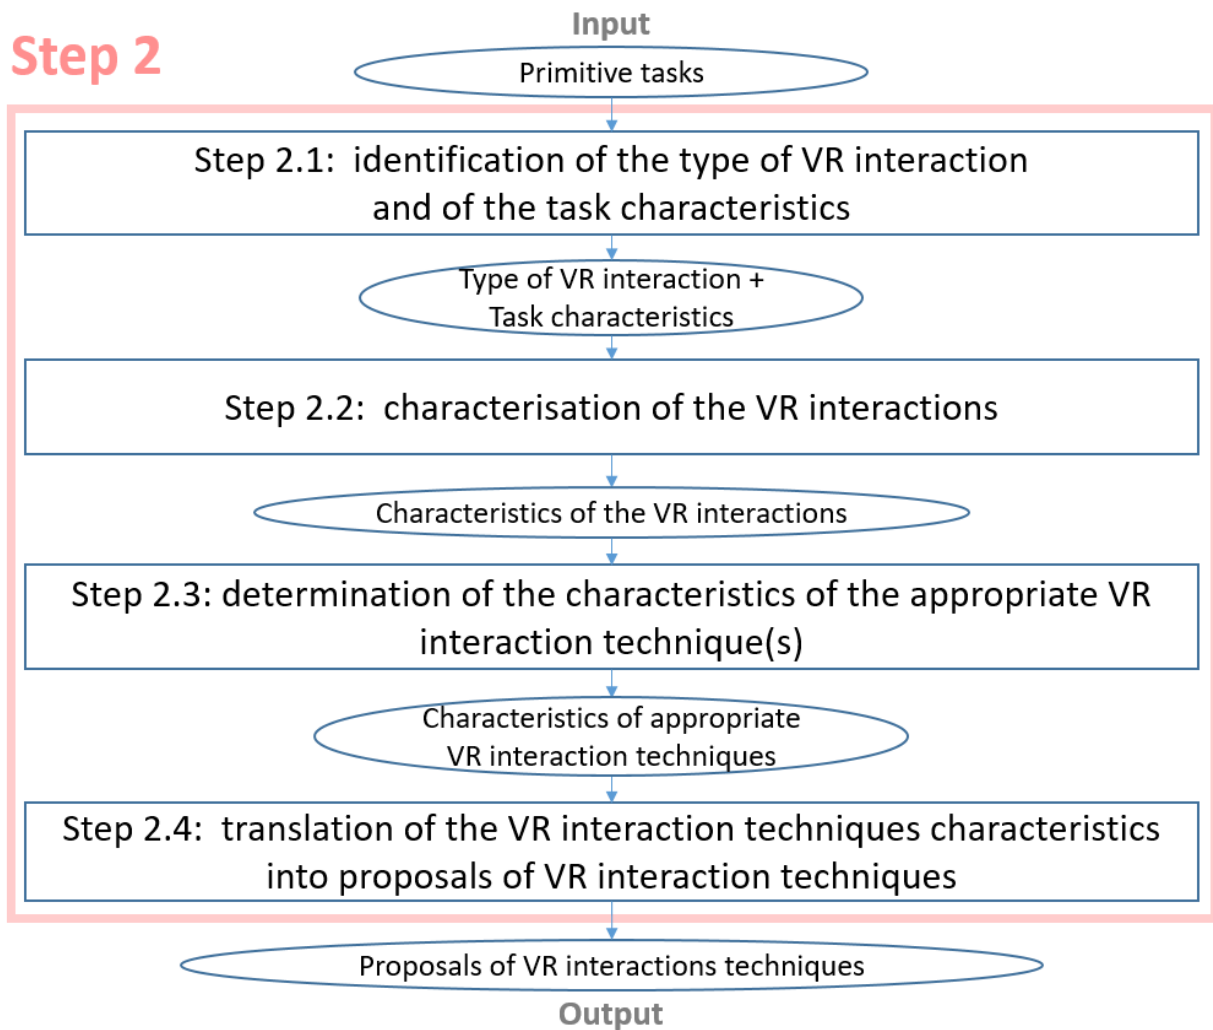 Input
Step 2
Primitive tasks
Step 2.1:  identification of the type of VR interaction
and of the task characteristics
Type of VR interaction +
Task characteristics
Step 2.2:  characterisation of the VR interactions
Characteristics of the VR interactions
Step 2.3: determination of the characteristics of the appropriate VR
interaction technique(s)
Characteristics of appropriate
VR interaction techniques
Step 2.4:  translation of the VR interaction techniques characteristics
into proposals of VR interaction techniques
Proposals of VR interactions techniques
Output